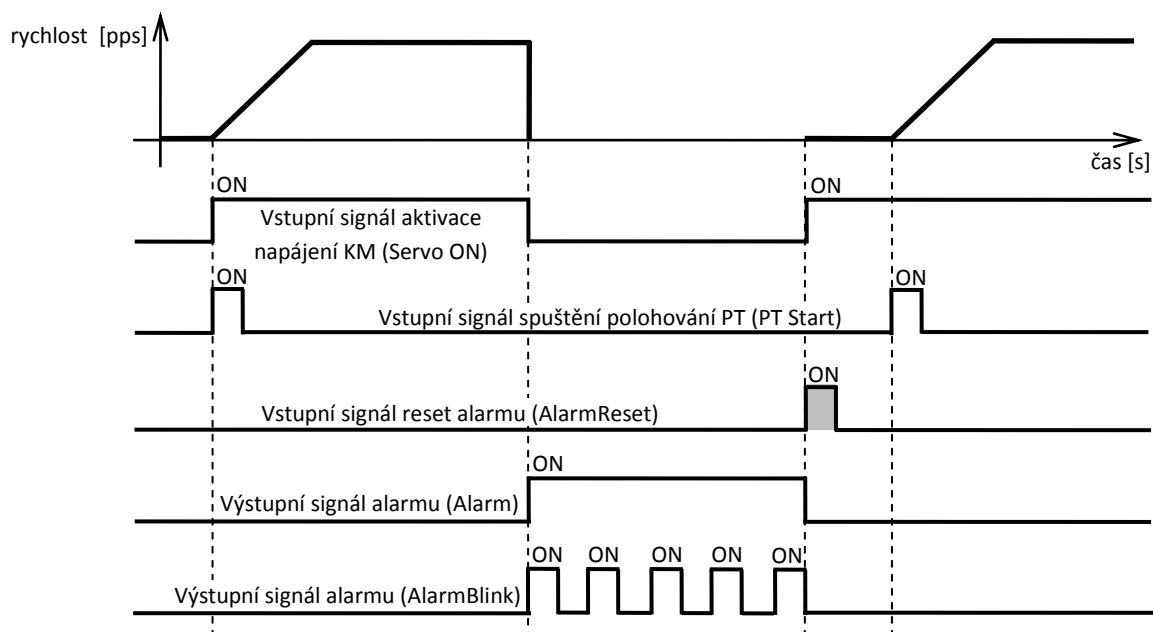 rychlost [pps]
čas [s]
ON
ON
Vstupní signál aktivace
napájení KM (Servo ON)
ON
ON
Vstupní signál spuštění polohování PT (PT Start)
ON
Vstupní signál reset alarmu (AlarmReset)
ON
Výstupní signál alarmu (Alarm)
ON ON ON ON ON
Výstupní signál alarmu (AlarmBlink)